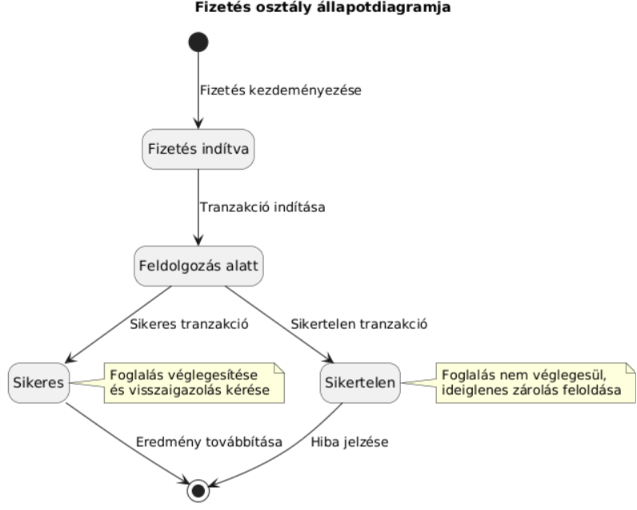 Fizetés osztály állapotdiagramja
Fizetés kezdeményezése
Fizetés indítva
Tranzakció indítása
Feldolgozás alatt
Sikeres tranzakció
Sikertelen tranzakció
Sikeres
Foglalás véglegesítése
és visszaigazolás kérése
Sikertelen
Foglalás nem véglegesül,
ideiglenes zárolás feloldása
Eredmény továbbítása
Hiba jelzése